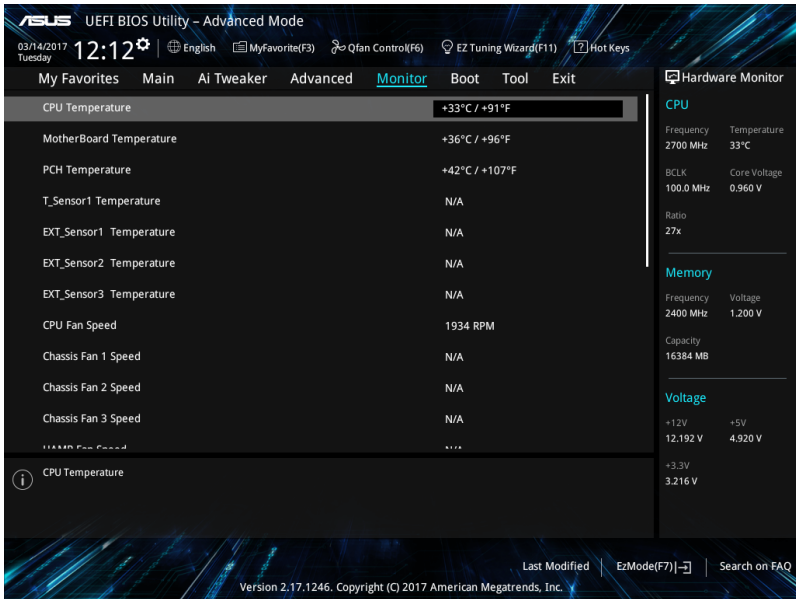 ASUS UEFI BIOS Utility – Advanced Mode
03/14/2017
Tuesday
12:12 English MyFavorite(F3) Qfan Control(F6) EZ Tuning Wizard(F11) ? Hot Keys
My Favorites Main Ai Tweaker Advanced Monitor Boot Tool Exit
CPU Temperature +33°C / +91°F
MotherBoard Temperature +36°C / +96°F
PCH Temperature +42°C / +107°F
T_Sensor1 Temperature N/A
EXT_Sensor1 Temperature N/A
EXT_Sensor2 Temperature N/A
EXT_Sensor3 Temperature N/A
CPU Fan Speed 1934 RPM
Chassis Fan 1 Speed N/A
Chassis Fan 2 Speed N/A
Chassis Fan 3 Speed N/A
Fan Speed N/A
i CPU Temperature
Hardware Monitor
CPU
Frequency Temperature
2700 MHz 33°C
BCLK Core Voltage
100.0 MHz 0.960 V
Ratio
27x
Memory
Frequency Voltage
2400 MHz 1.200 V
Capacity
16384 MB
Voltage
+12V +5V
12.192 V 4.920 V
+3.3V
3.216 V
Last Modified EzMode(F7) Search on FAQ
Version 2.17.1246. Copyright (C) 2017 American Megatrends, Inc.